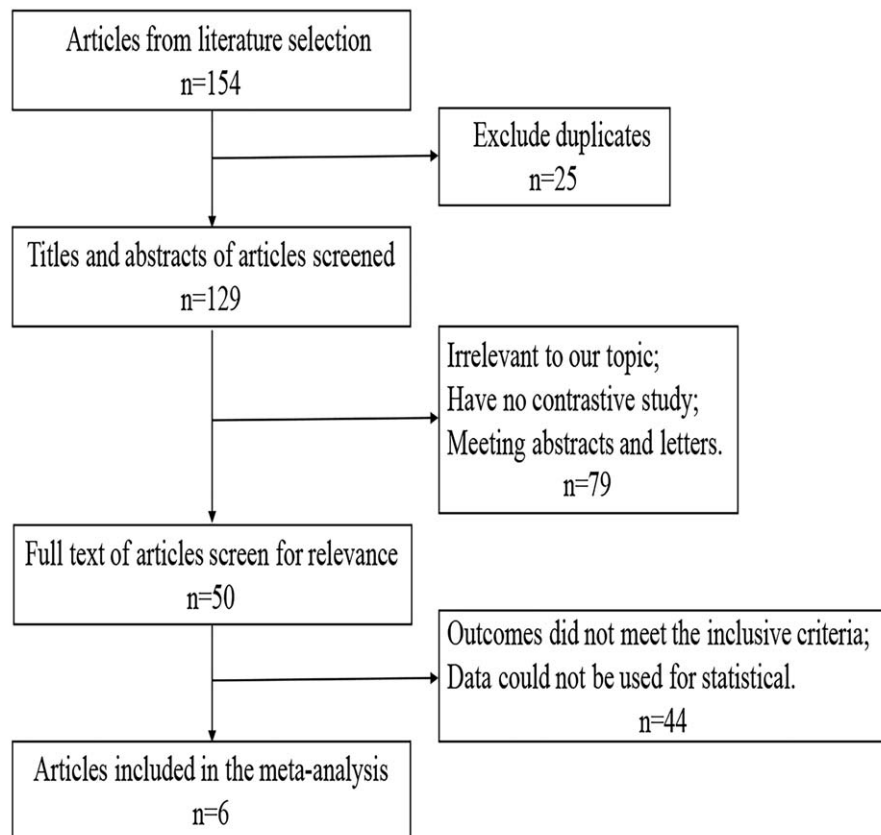 Articles from literature selection
n=154
Exclude duplicates
n=25
Titles and abstracts of articles screened
n=129
Irrelevant to our topic;
Have no contrastive study;
Meeting abstracts and letters.
n=79
Full text of articles screen for relevance
n=50
Outcomes did not meet the inclusive criteria;
Data could not be used for statistical.
n=44
Articles included in the meta-analysis
n=6